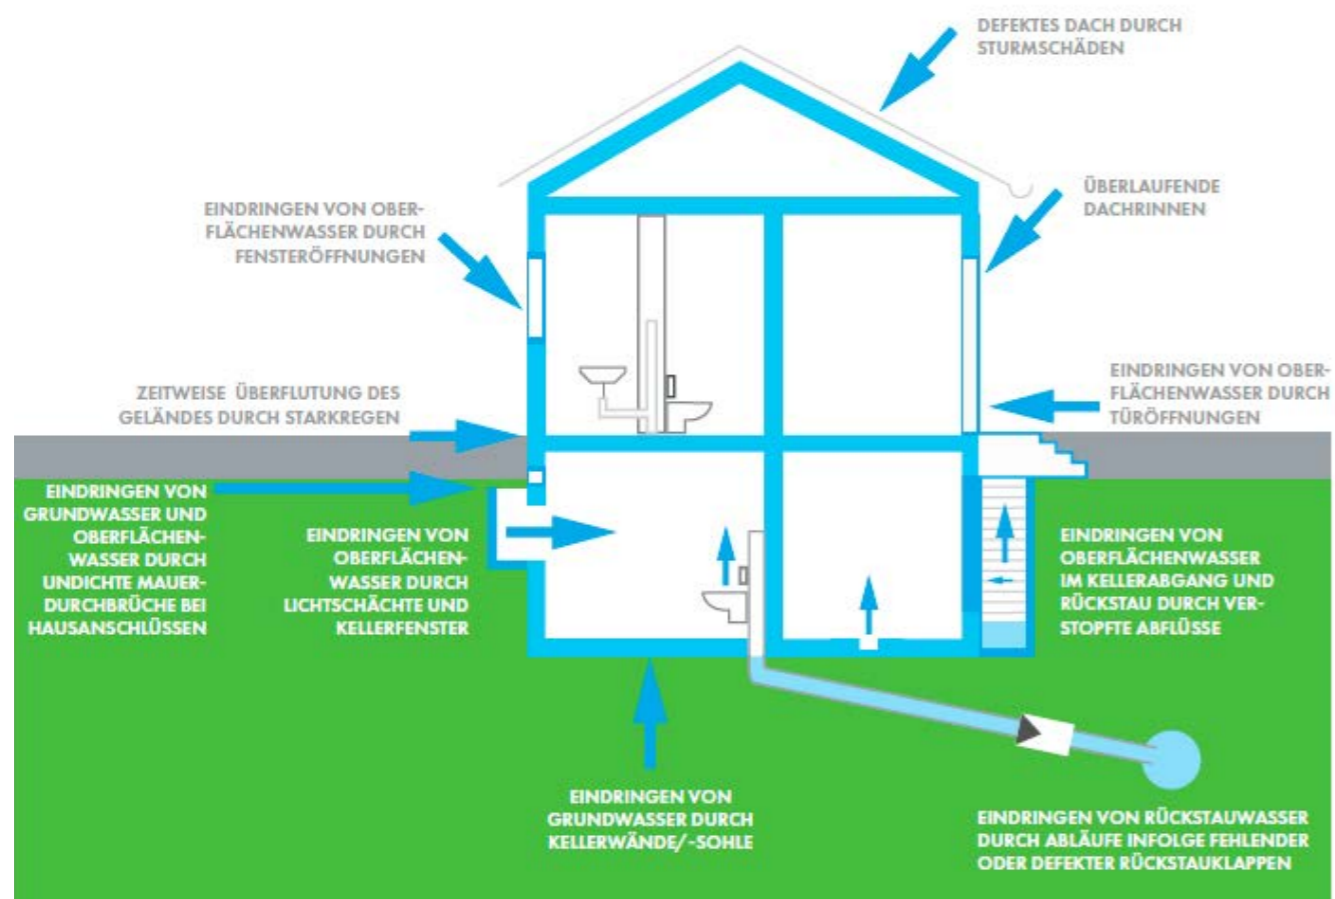 DEFEKTES DACH DURCH
STURMSCHÄDEN
ÜBERLAUFENDE
DACHRINNEN
EINDRINGEN VON OBER-
FLÄCHENWASSER DURCH
FENSTERÖFFNUNGEN
EINDRINGEN VON OBER-
FLÄCHENWASSER DURCH
TÜRÖFFNUNGEN
ZEITWEISE ÜBERFLUTUNG DES
GELÄNDES DURCH STARKREGEN
EINDRINGEN VON
GRUNDWASSER UND
OBERFLÄCHEN-
WASSER DURCH
UNDICHTE MAUER-
DURCHBRÜCHE BEI
HAUSANSCHLÜSSEN
EINDRINGEN VON
OBERFLÄCHEN-
WASSER DURCH
LICHTSCHÄCHTE UND
KELLERFENSTER
EINDRINGEN VON
OBERFLÄCHENWASSER
IM KELLERABGANG UND
RÜCKSTAU DURCH VER-
STOPFTE ABFLÜSSE
EINDRINGEN VON
GRUNDWASSER DURCH
KELLERWÄNDE/-SOHLE
EINDRINGEN VON RÜCKSTAUWASSER
DURCH ABLÄUFE INFOLGE FEHLENDER
ODER DEFEKTER RÜCKSTAUKLAPPEN